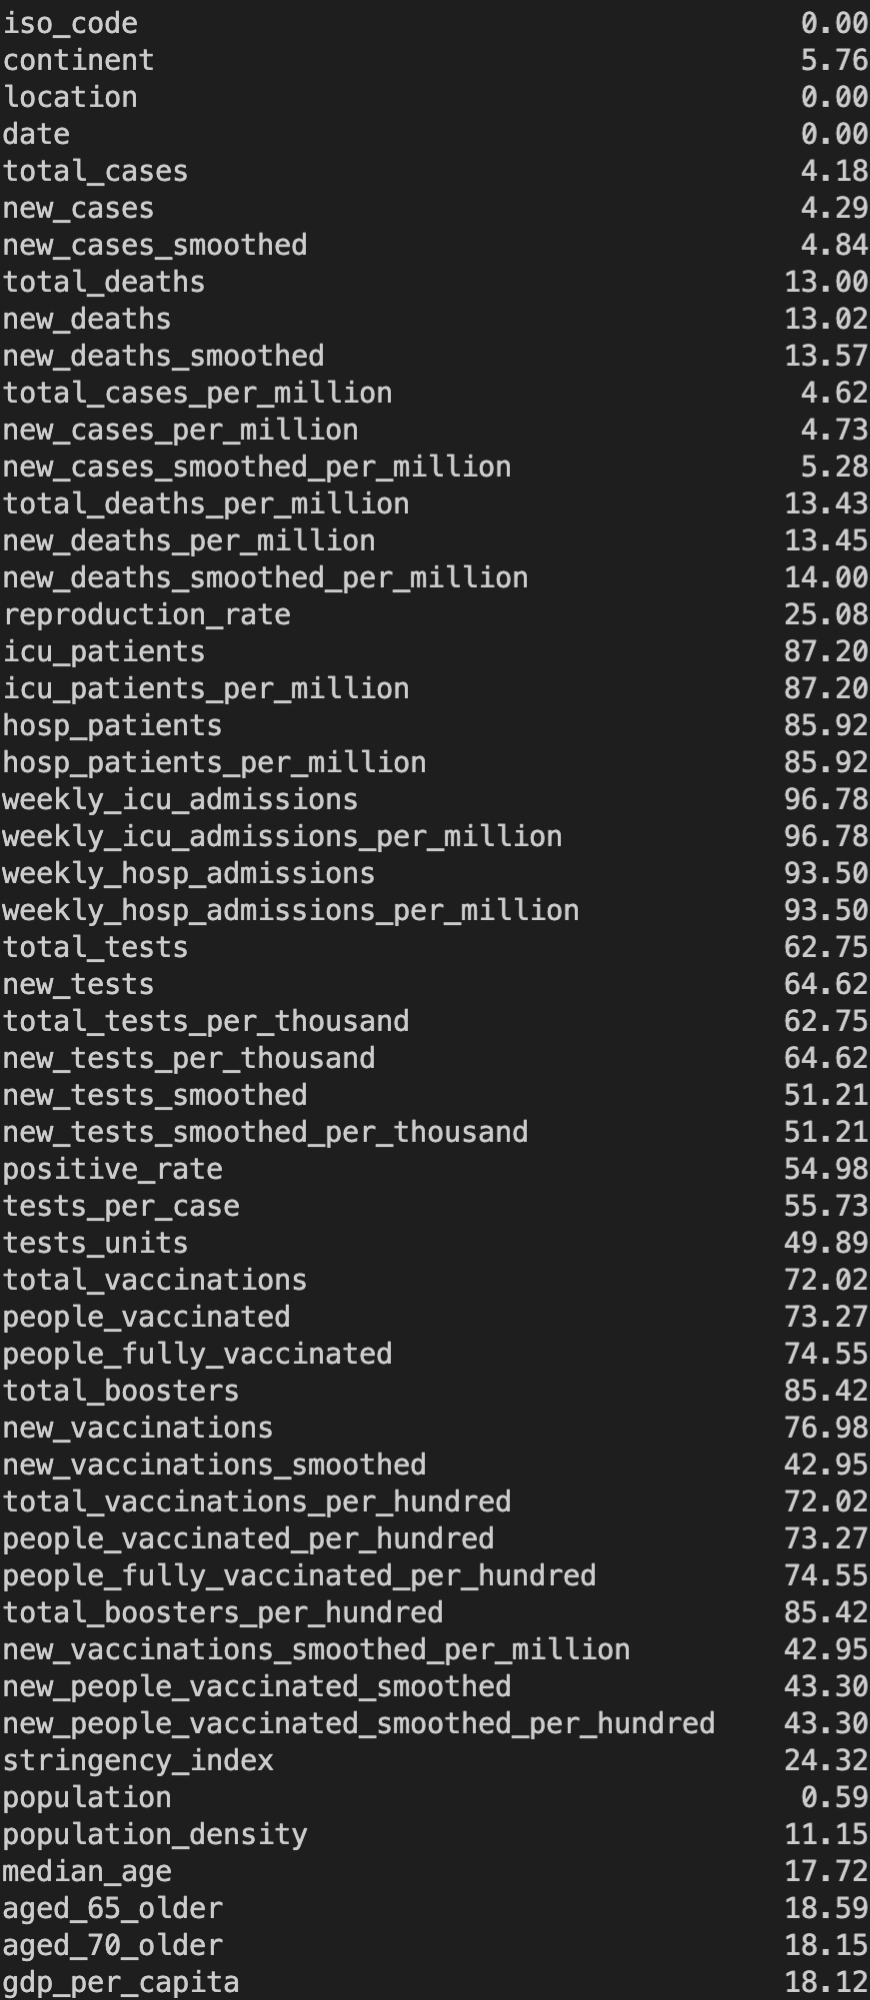 iso_code 0.00
continent 5.76
location 0.00
date 0.00
total_cases 4.18
new_cases 4.29
new_cases_smoothed 4.84
total_deaths 13.00
new_deaths 13.02
new_deaths_smoothed 13.57
total_cases_per_million 4.62
new_cases_per_million 4.73
new_cases_smoothed_per_million 5.28
total_deaths_per_million 13.43
new_deaths_per_million 13.45
new_deaths_smoothed_per_million 14.00
reproduction_rate 25.08
icu_patients 87.20
icu_patients_per_million 87.20
hosp_patients 85.92
hosp_patients_per_million 85.92
weekly_icu_admissions 96.78
weekly_icu_admissions_per_million 96.78
weekly_hosp_admissions 93.50
weekly_hosp_admissions_per_million 93.50
total_tests 62.75
new_tests 64.62
total_tests_per_thousand 62.75
new_tests_per_thousand 64.62
new_tests_smoothed 51.21
new_tests_smoothed_per_thousand 51.21
positive_rate 54.98
tests_per_case 55.73
tests_units 49.89
total_vaccinations 72.02
people_vaccinated 73.27
people_fully_vaccinated 74.55
total_boosters 85.42
new_vaccinations 76.98
new_vaccinations_smoothed 42.95
total_vaccinations_per_hundred 72.02
people_vaccinated_per_hundred 73.27
people_fully_vaccinated_per_hundred 74.55
total_boosters_per_hundred 85.42
new_vaccinations_smoothed_per_million 42.95
new_people_vaccinated_smoothed 43.30
new_people_vaccinated_smoothed_per_hundred 43.30
stringency_index 24.32
population 0.59
population_density 11.15
median_age 17.72
aged_65_older 18.59
aged_70_older 18.15
gdp_per_capita 18.12